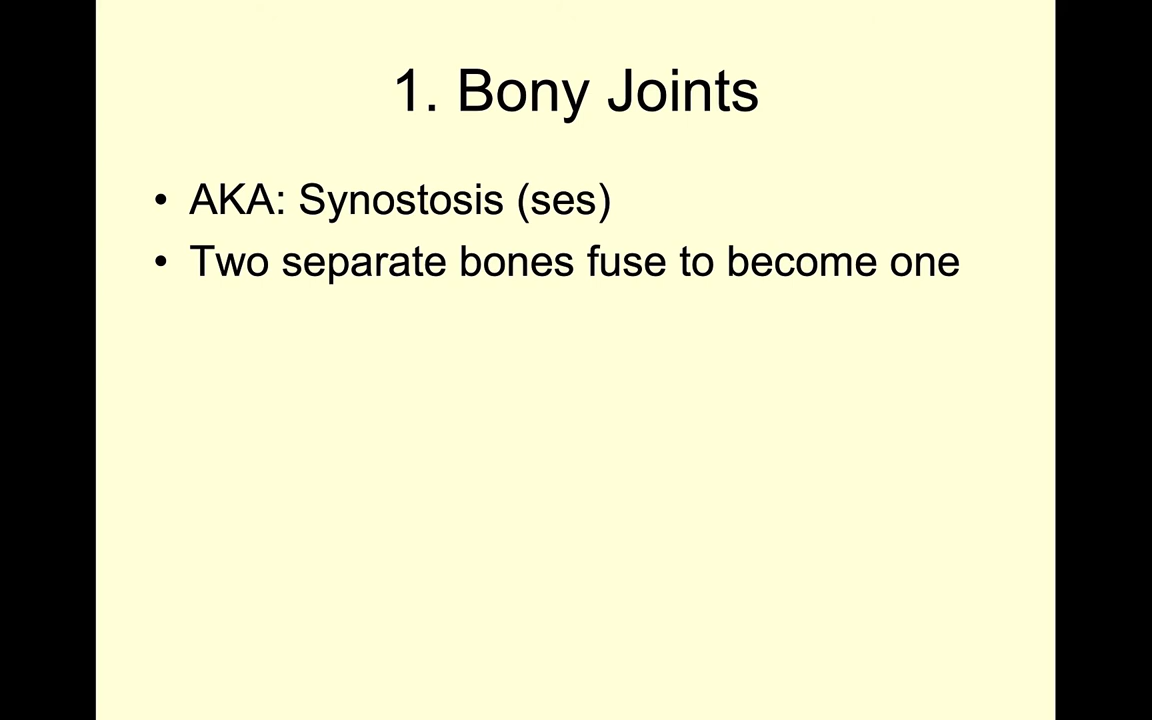 1. Bony Joints
• AKA: Synostosis (ses)
• Two separate bones fuse to become one